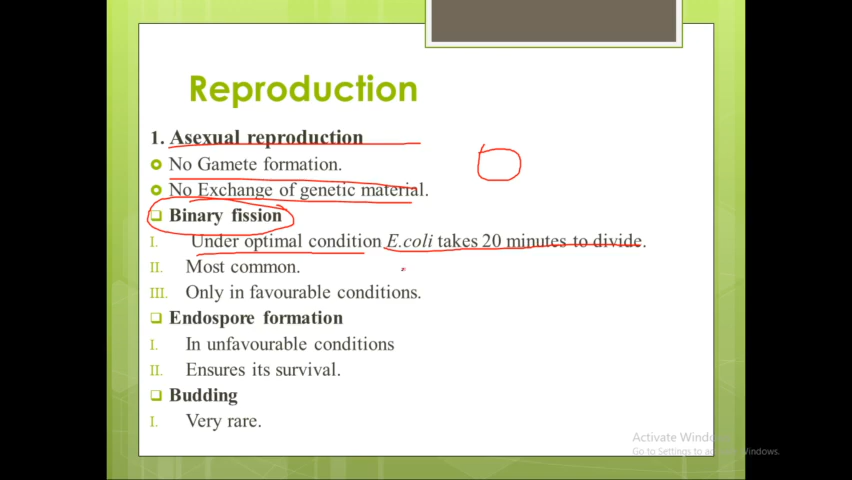 Reproduction
1. Asexual reproduction
No Gamete formation.
No Exchange of genetic material.
Binary fission
I. Under optimal condition E.coli takes 20 minutes to divide.
II. Most common.
III. Only in favourable conditions.
Endospore formation
I. In unfavourable conditions
II. Ensures its survival.
Budding
I. Very rare.
Activate Windows
Go to Settings to activate Windows.